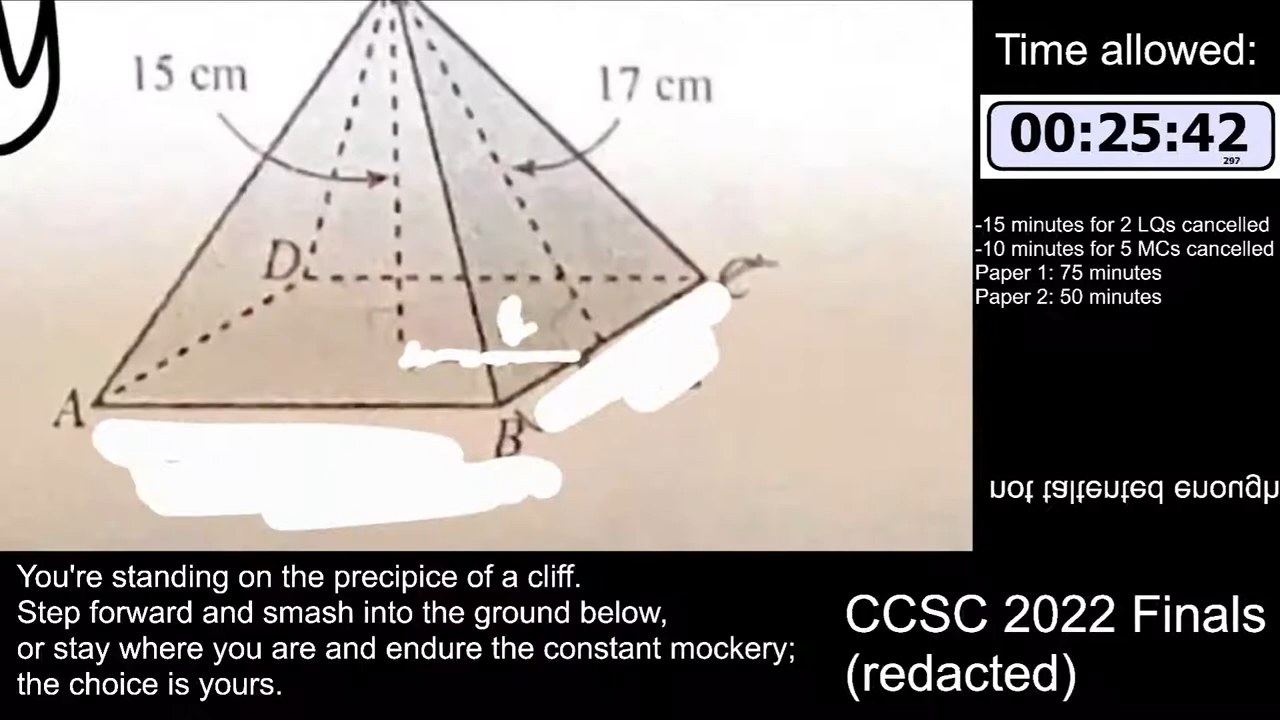 15 cm
17 cm
D
C
A
B
Time allowed:
00:25:42
297
-15 minutes for 2 LQs cancelled
-10 minutes for 5 MCs cancelled
Paper 1: 75 minutes
Paper 2: 50 minutes
not taltented enough
You're standing on the precipice of a cliff.
Step forward and smash into the ground below,
or stay where you are and endure the constant mockery;
the choice is yours.
CCSC 2022 Finals
(redacted)